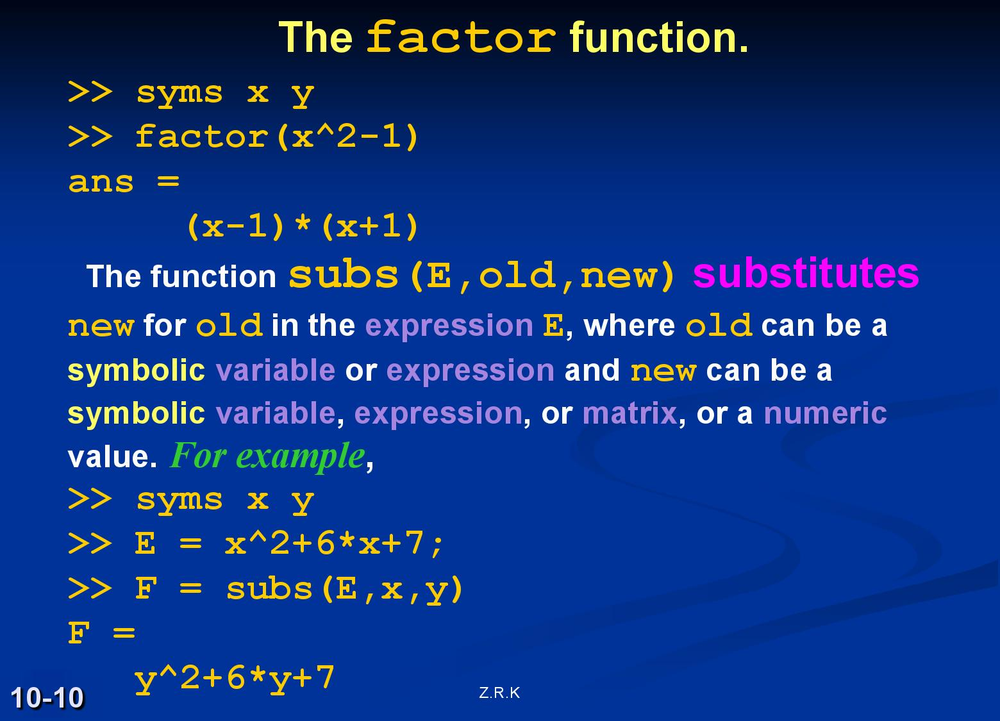 The factor function.
>> syms x y
>> factor(x^2-1)
ans =
(x-1)*(x+1)
The function subs(E,old,new) substitutes
new for old in the expression E, where old can be a
symbolic variable or expression and new can be a
symbolic variable, expression, or matrix, or a numeric
value. For example,
>> syms x y
>> E = x^2+6*x+7;
>> F = subs(E,x,y)
F =
y^2+6*y+7
10-10
Z.R.K